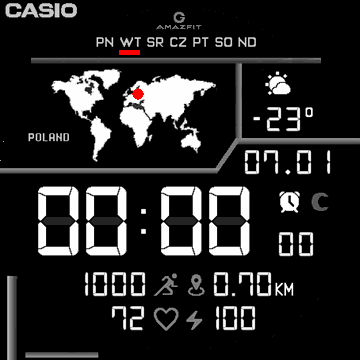 CASIO
AMAZFIT
PN WT SR CZ PT SO ND
-23°
POLAND
07.01
00:00
00
1000 0.70KM
72 100